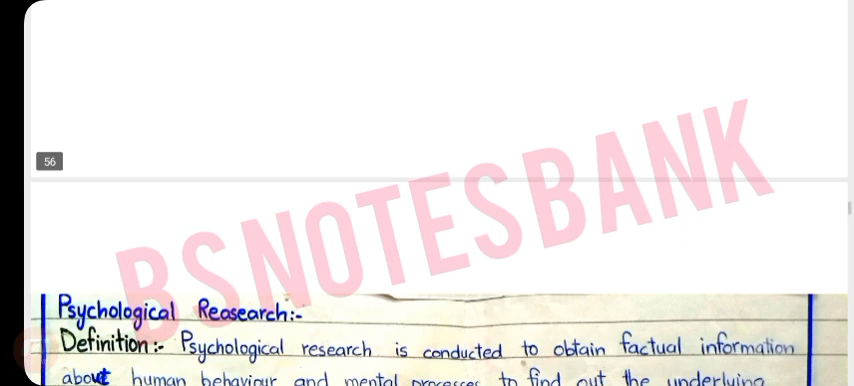 56
BSNOTESBANK
Psychological Reasearch:-
Definition:- Psychological research is conducted to obtain factual information
about human behaviour and mental processes to find out the underlying